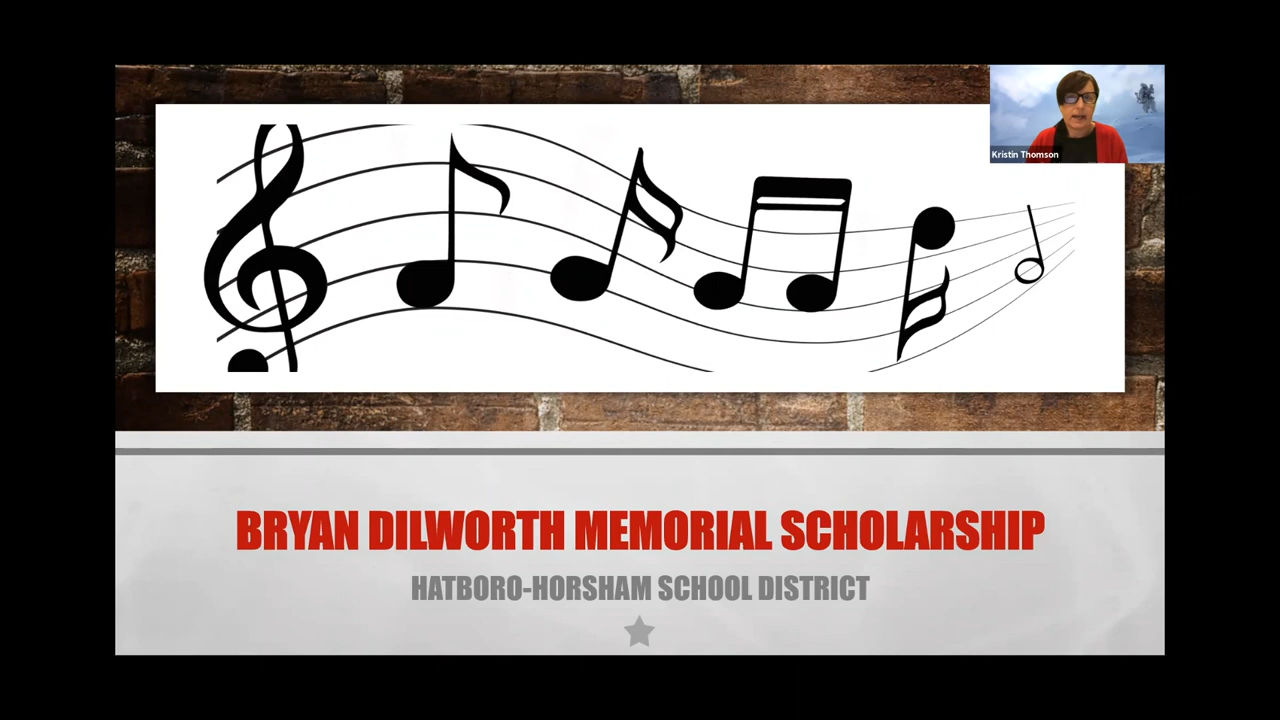 Kristin Thomson
BRYAN DILWORTH MEMORIAL SCHOLARSHIP
HATBORO-HORSHAM SCHOOL DISTRICT